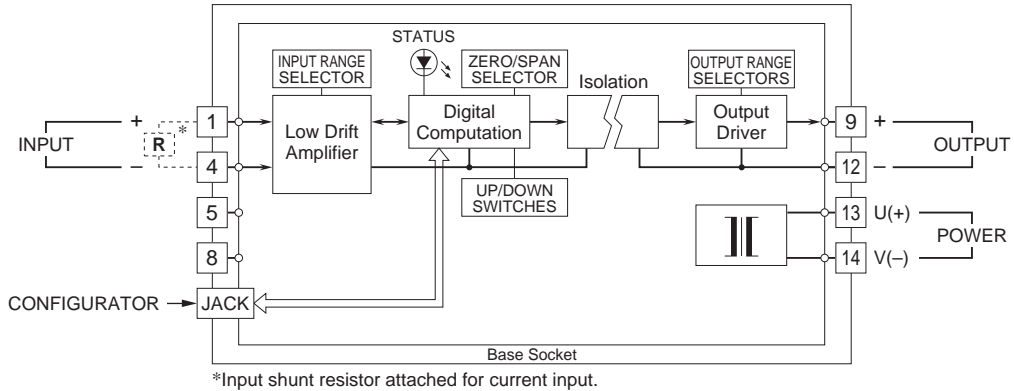 STATUS
INPUT RANGE
SELECTOR
ZERO/SPAN
SELECTOR
Isolation
OUTPUT RANGE
SELECTORS
INPUT
+
–
R
*
1
4
5
8
Low Drift
Amplifier
Digital
Computation
UP/DOWN
SWITCHES
Output
Driver
9
+
12
–
OUTPUT
13
U(+)
14
V(–)
POWER
CONFIGURATOR
JACK
Base Socket
*Input shunt resistor attached for current input.